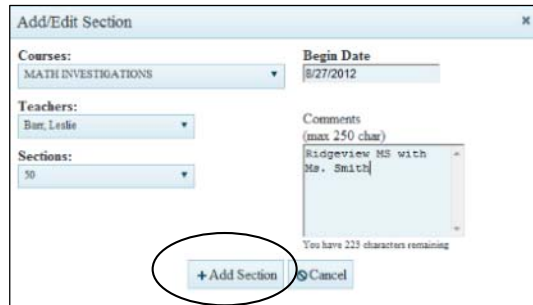 Add/Edit Section
Courses:
MATH INVESTIGATIONS
Teachers:
Barr, Leslie
Sections:
50
Begin Date
8/27/2012
Comments
(max 250 char)
Ridgeview MS with
Ms. Smith
You have 223 characters remaining
+ Add Section
Cancel